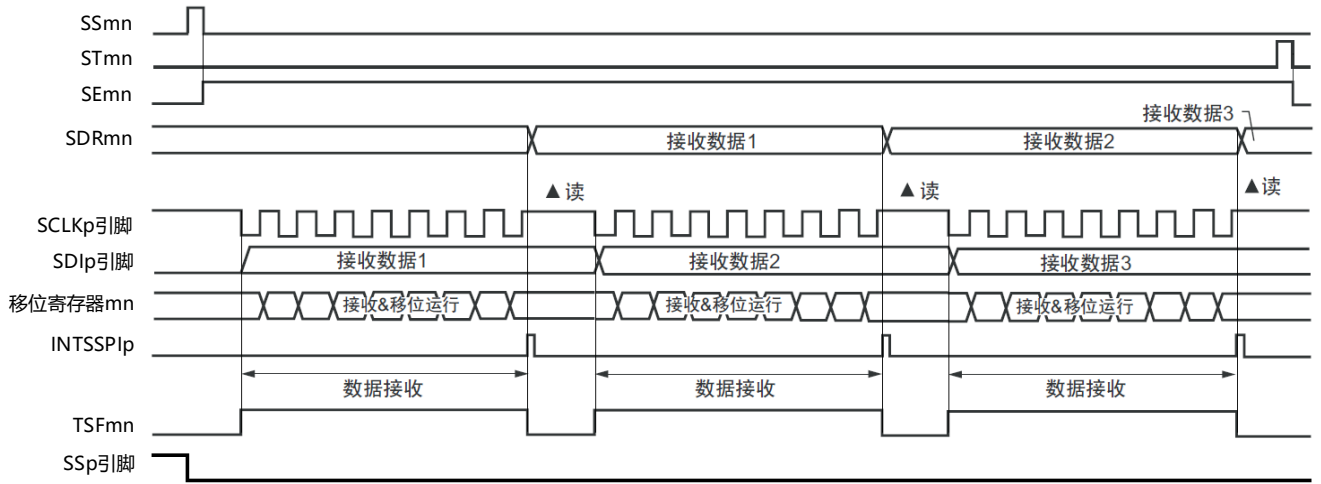 SSmn
STmn
SEmn
接收数据3
SDRmn 接收数据1 接收数据2
▲读 ▲读 ▲读
SCLKp引脚
SDIp引脚 接收数据1 接收数据2 接收数据3
移位寄存器mn 接收&移位运行 接收&移位运行 接收&移位运行
INTSSPIp
数据接收 数据接收 数据接收
TSFmn
SSp引脚